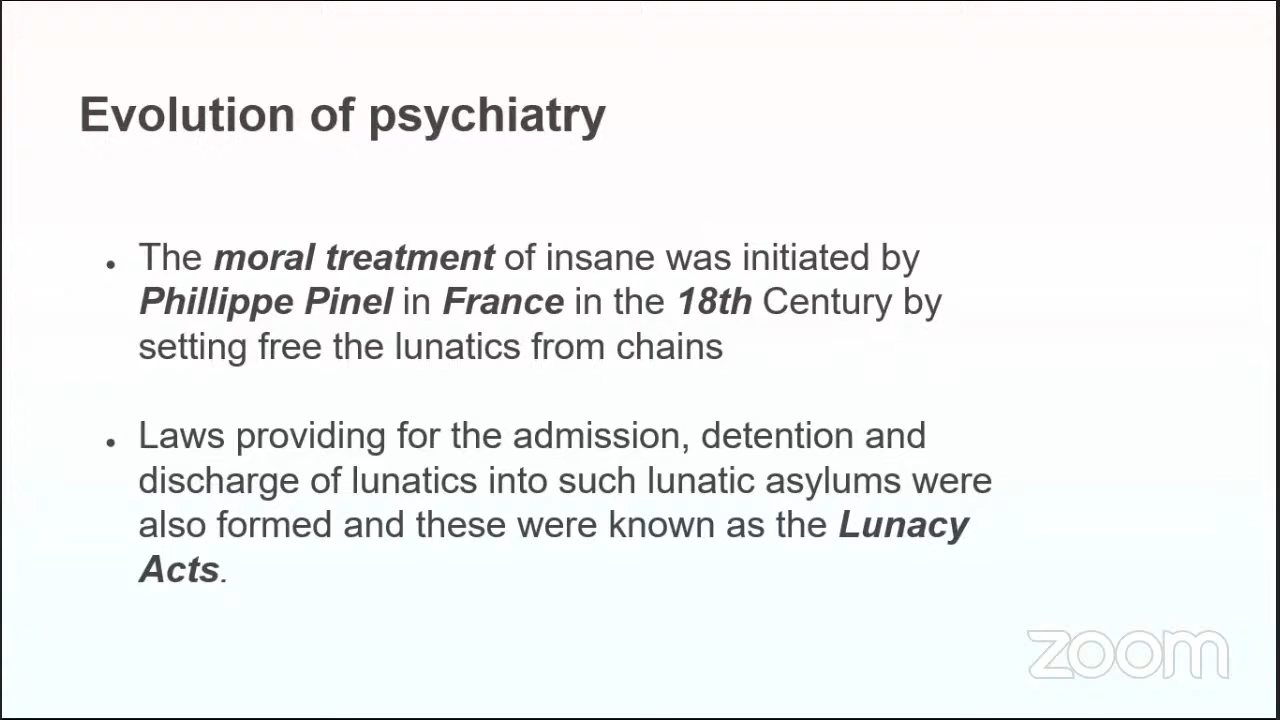 Evolution of psychiatry
• The moral treatment of insane was initiated by
Phillippe Pinel in France in the 18th Century by
setting free the lunatics from chains
• Laws providing for the admission, detention and
discharge of lunatics into such lunatic asylums were
also formed and these were known as the Lunacy
Acts.
zoom